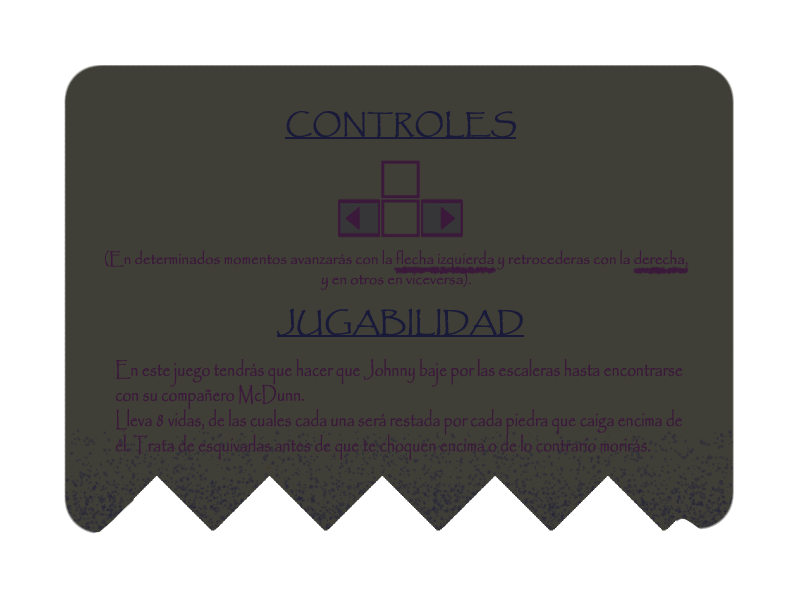 CONTROLES
(En determinados momentos avanzarás con la flecha izquierda y retrocederas con la derecha,
y en otros en viceversa).
JUGABILIDAD
En este juego tendrás que hacer que Johnny baje por las escaleras hasta encontrarse
con su compañero McDunn.
Lleva 8 vidas, de las cuales cada una será restada por cada piedra que caiga encima de
él. Trata de esquivarlas antes de que te choquen encima o de lo contrario morirás.